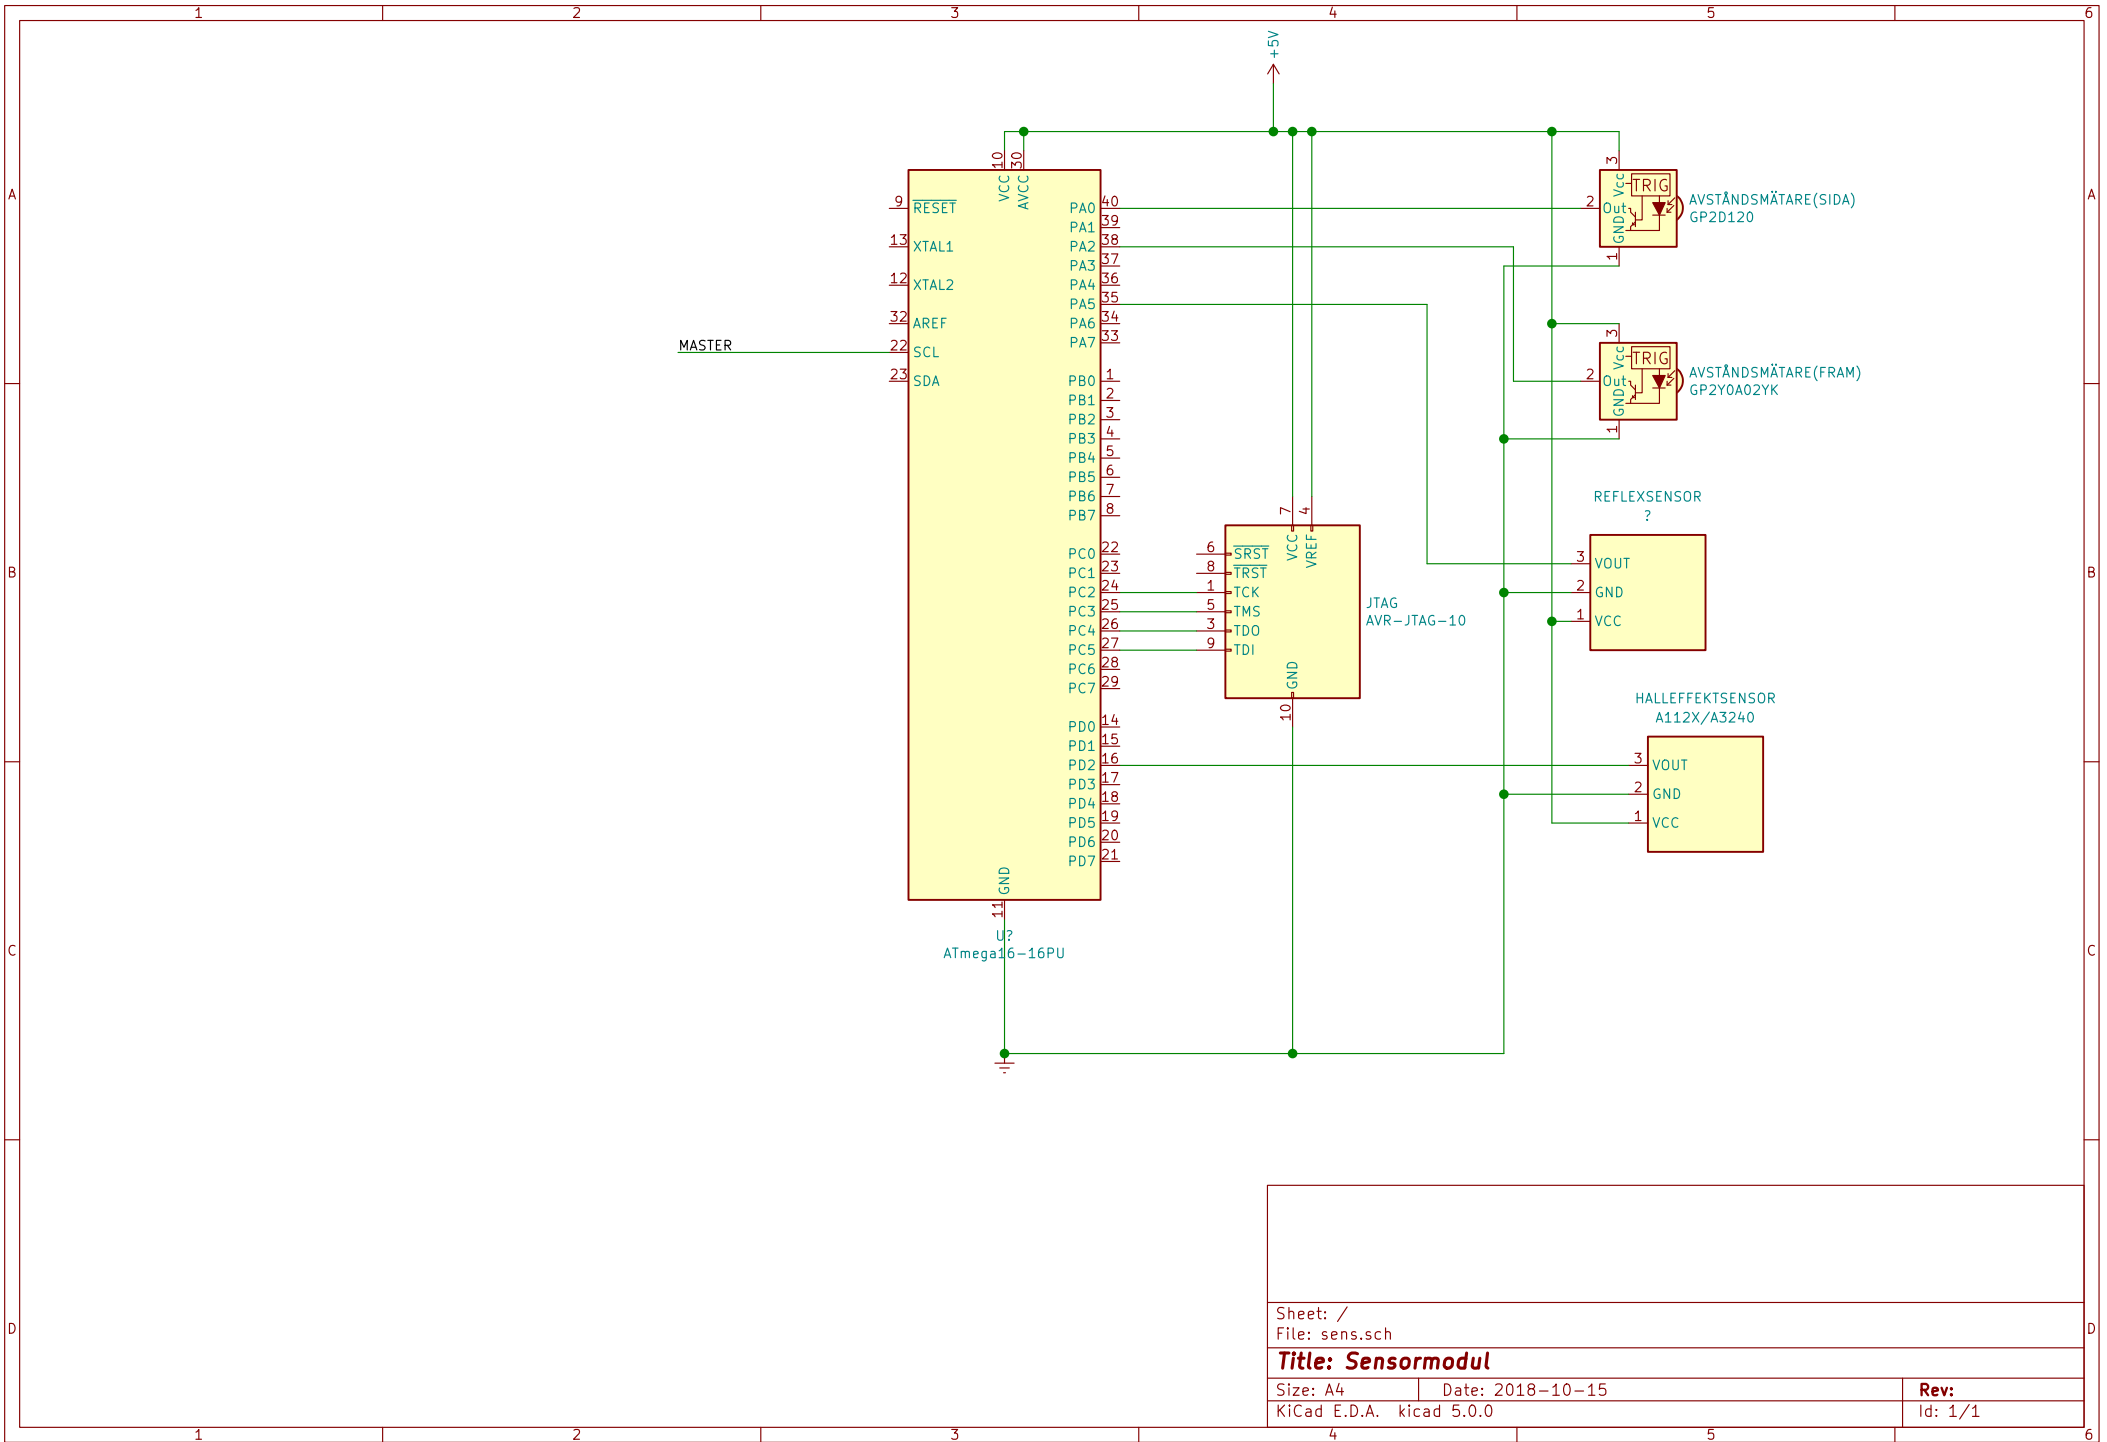 1 2 3 4 5 6
A
B
C
D
+5V
10 VCC
30 AVCC
9 RESET
13 XTAL1
12 XTAL2
32 AREF
MASTER
22 SCL
23 SDA
PA0 40
PA1 39
PA2 38
PA3 37
PA4 36
PA5 35
PA6 34
PA7 33
PB0 1
PB1 2
PB2 3
PB3 4
PB4 5
PB5 6
PB6 7
PB7 8
PC0 22
PC1 23
PC2 24
PC3 25
PC4 26
PC5 27
PC6 28
PC7 29
PD0 14
PD1 15
PD2 16
PD3 17
PD4 18
PD5 19
PD6 20
PD7 21
GND 11
U?
ATmega16-16PU
7 VCC
4 VREF
6 SRST
8 TRST
1 TCK
5 TMS
3 TDO
9 TDI
GND 10
JTAG
AVR-JTAG-10
3 Vcc
TRIG
2 Out
GND 1
AVSTÅNDSMÄTARE(SIDA)
GP2D120
3 Vcc
TRIG
2 Out
GND 1
AVSTÅNDSMÄTARE(FRAM)
GP2Y0A02YK
REFLEXSENSOR
?
3 VOUT
2 GND
1 VCC
HALLEFFEKTSENSOR
A112X/A3240
3 VOUT
2 GND
1 VCC
A
B
C
D
Sheet: /
File: sens.sch
Title: Sensormodul
Size: A4 Date: 2018-10-15 Rev:
KiCad E.D.A. kicad 5.0.0 Id: 1/1
1 2 3 4 5 6